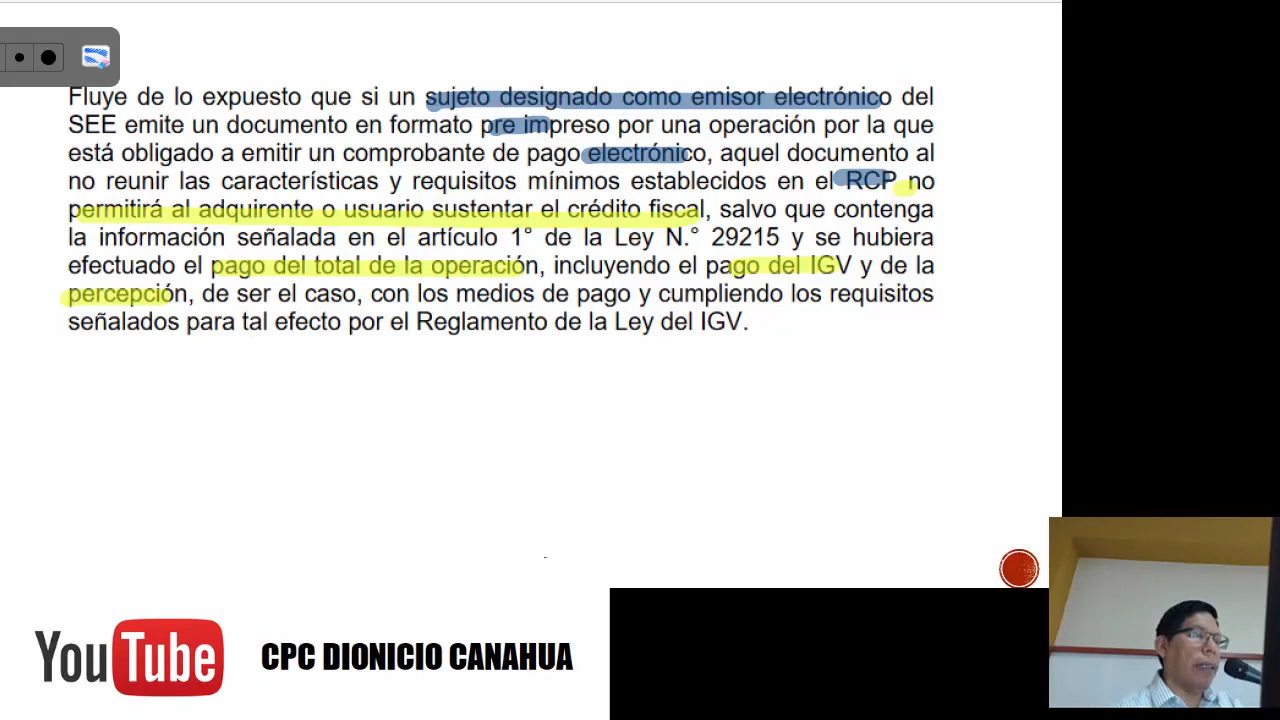 Fluye de lo expuesto que si un sujeto designado como emisor electrónico del
SEE emite un documento en formato pre impreso por una operación por la que
está obligado a emitir un comprobante de pago electrónico, aquel documento al
no reunir las características y requisitos mínimos establecidos en el RCP no
permitirá al adquirente o usuario sustentar el crédito fiscal, salvo que contenga
la información señalada en el artículo 1° de la Ley N.° 29215 y se hubiera
efectuado el pago del total de la operación, incluyendo el pago del IGV y de la
percepción, de ser el caso, con los medios de pago y cumpliendo los requisitos
señalados para tal efecto por el Reglamento de la Ley del IGV.
YouTube CPC DIONICIO CANAHUA